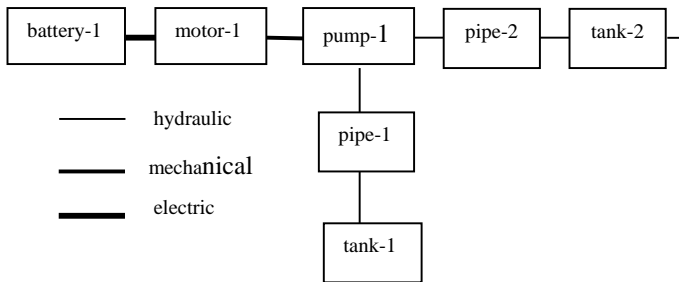 battery-1
motor-1
pump-1
pipe-2
tank-2
hydraulic
mechanical
electric
pipe-1
tank-1